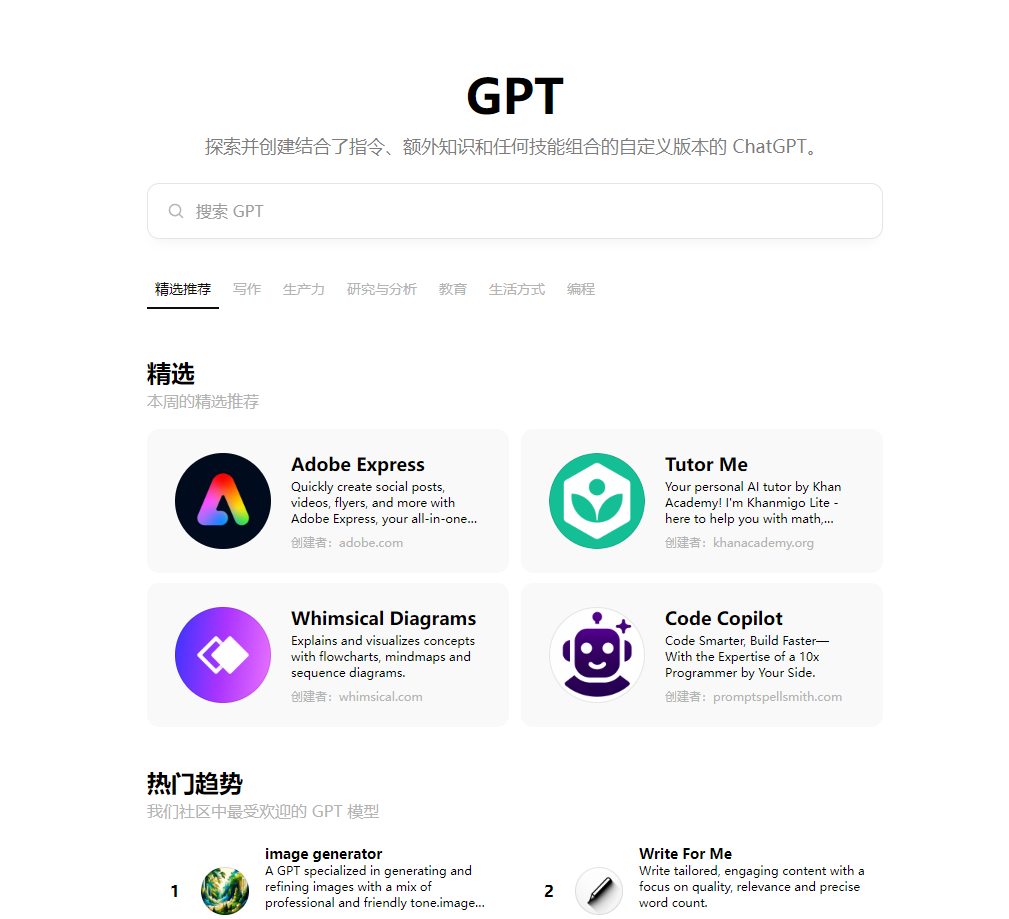 GPT
探索并创建结合了指令、额外知识和任何技能组合的自定义版本的 ChatGPT。
搜索 GPT
精选推荐 写作 生产力 研究与分析 教育 生活方式 编程
精选
本周的精选推荐
Adobe Express
Quickly create social posts,
videos, flyers, and more with
Adobe Express, your all-in-one...
创建者：adobe.com
Tutor Me
Your personal AI tutor by Khan
Academy! I'm Khanmigo Lite -
here to help you with math,...
创建者：khanacademy.org
Whimsical Diagrams
Explains and visualizes concepts
with flowcharts, mindmaps and
sequence diagrams.
创建者：whimsical.com
Code Copilot
Code Smarter, Build Faster—
With the Expertise of a 10x
Programmer by Your Side.
创建者：promptspellsmith.com
热门趋势
我们社区中最受欢迎的 GPT 模型
1
image generator
A GPT specialized in generating and
refining images with a mix of
professional and friendly tone.image...
2
Write For Me
Write tailored, engaging content with a
focus on quality, relevance and precise
word count.